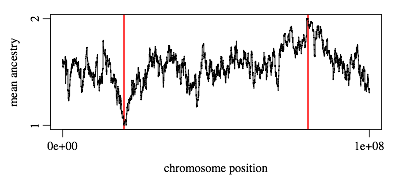 2
mean ancestry
1
0e+00
1e+08
chromosome position